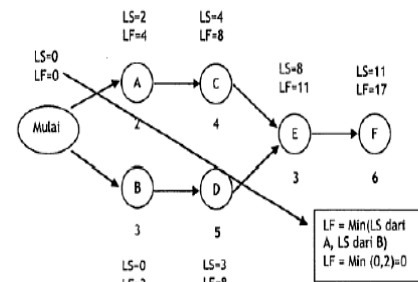 LS=2
LF=4
LS=4
LF=8
LS=0
LF=0
LS=8
LF=11
LS=11
LF=17
A
C
2
4
Mulai
E
F
3
6
B
D
3
5
LF = Min(LS dari
A, LS dari B)
LF = Min (0,2)=0
LS=0
LS=3